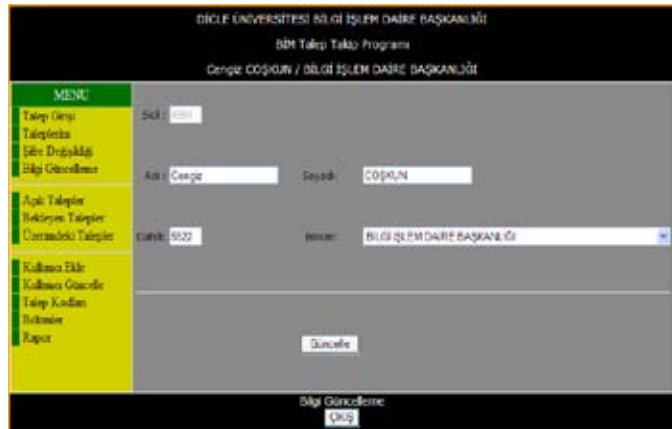 DİCLE ÜNİVERSİTESİ BİLGİ İŞLEM DAİRE BAŞKANLIĞI
BİM Talep Takip Programı
Cengiz COŞKUN / BİLGİ İŞLEM DAİRE BAŞKANLIĞI
MENU
Talep Girişi
Taleplerim
Şifre Değişikliği
Bilgi Güncelleme
Açık Talepler
Bekleyen Talepler
Üzerimdeki Talepler
Kullanıcı Ekle
Kullanıcı Güncelle
Talep Kodları
Bölümler
Rapor
Sicil :
Adı : Cengiz Soyadı: COŞKUN
Dahili: 5522 Birim: BİLGİ İŞLEM DAİRE BAŞKANLIĞI
Güncelle
Bilgi Güncelleme
ÇIKIŞ